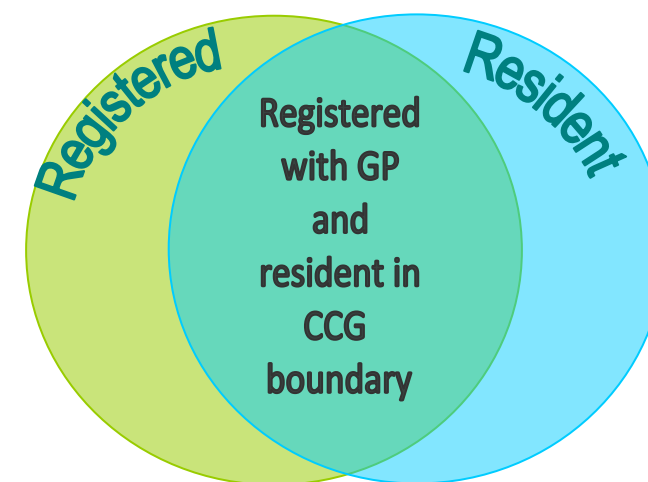 Registered
Resident
Registered
with GP
and
resident in
CCG
boundary